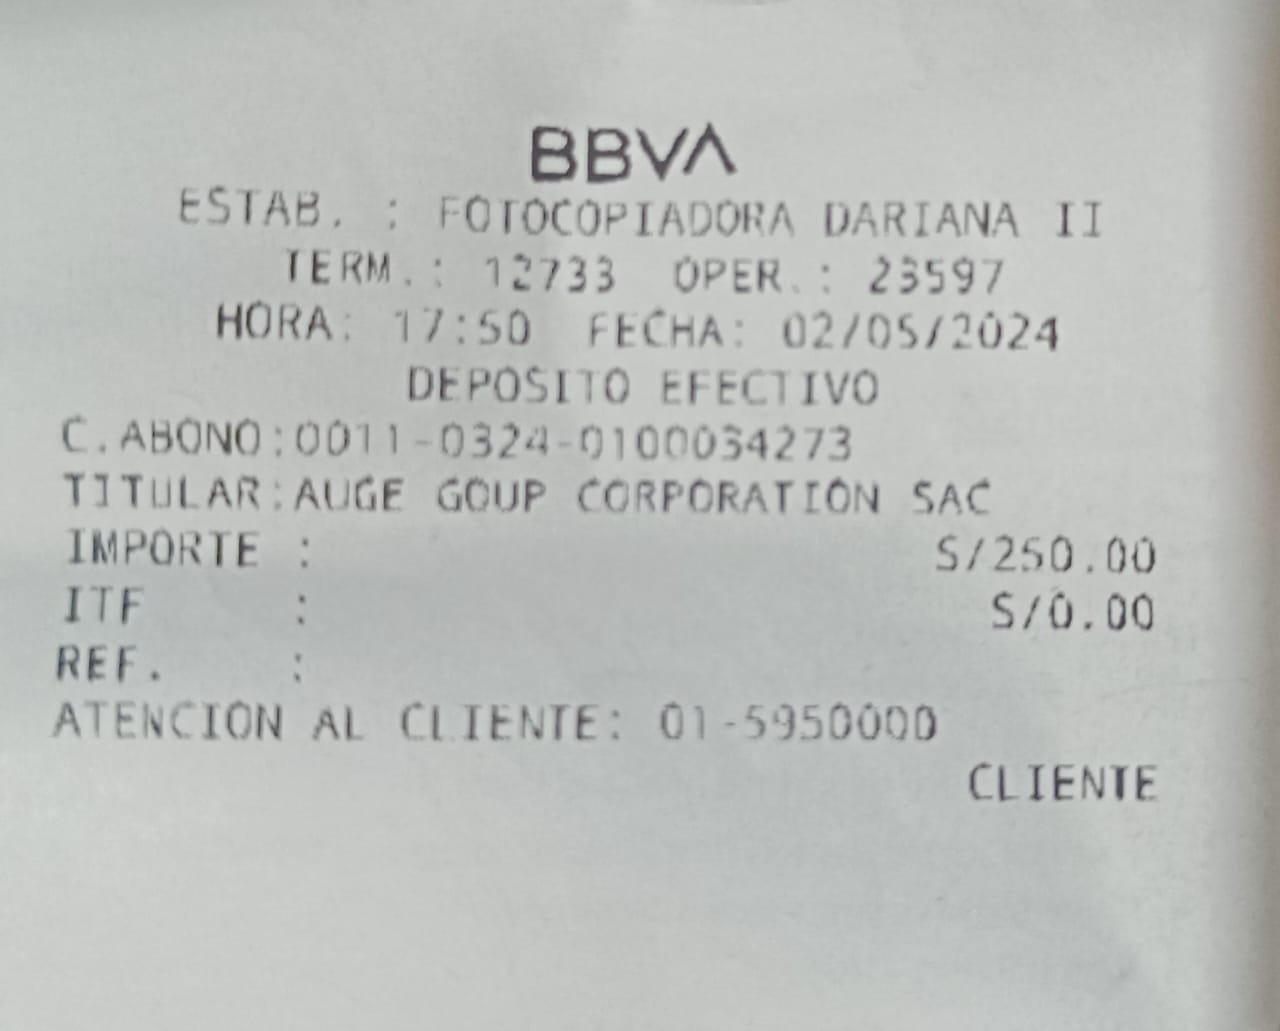 BBVA
ESTAB. : FOTOCOPIADORA DARIANA II
TERM.: 12733 OPER.: 23597
HORA: 17:50 FECHA: 02/05/2024
DEPOSITO EFECTIVO
C.ABONO:0011-0324-0100034273
TITULAR:AUGE GOUP CORPORATION SAC
IMPORTE : S/250.00
ITF : S/0.00
REF. :
ATENCION AL CLIENTE: 01-5950000
CLIENTE